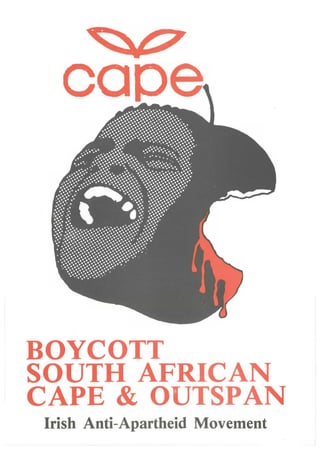 cape
BOYCOTT
SOUTH AFRICAN
CAPE & OUTSPAN
Irish Anti-Apartheid Movement